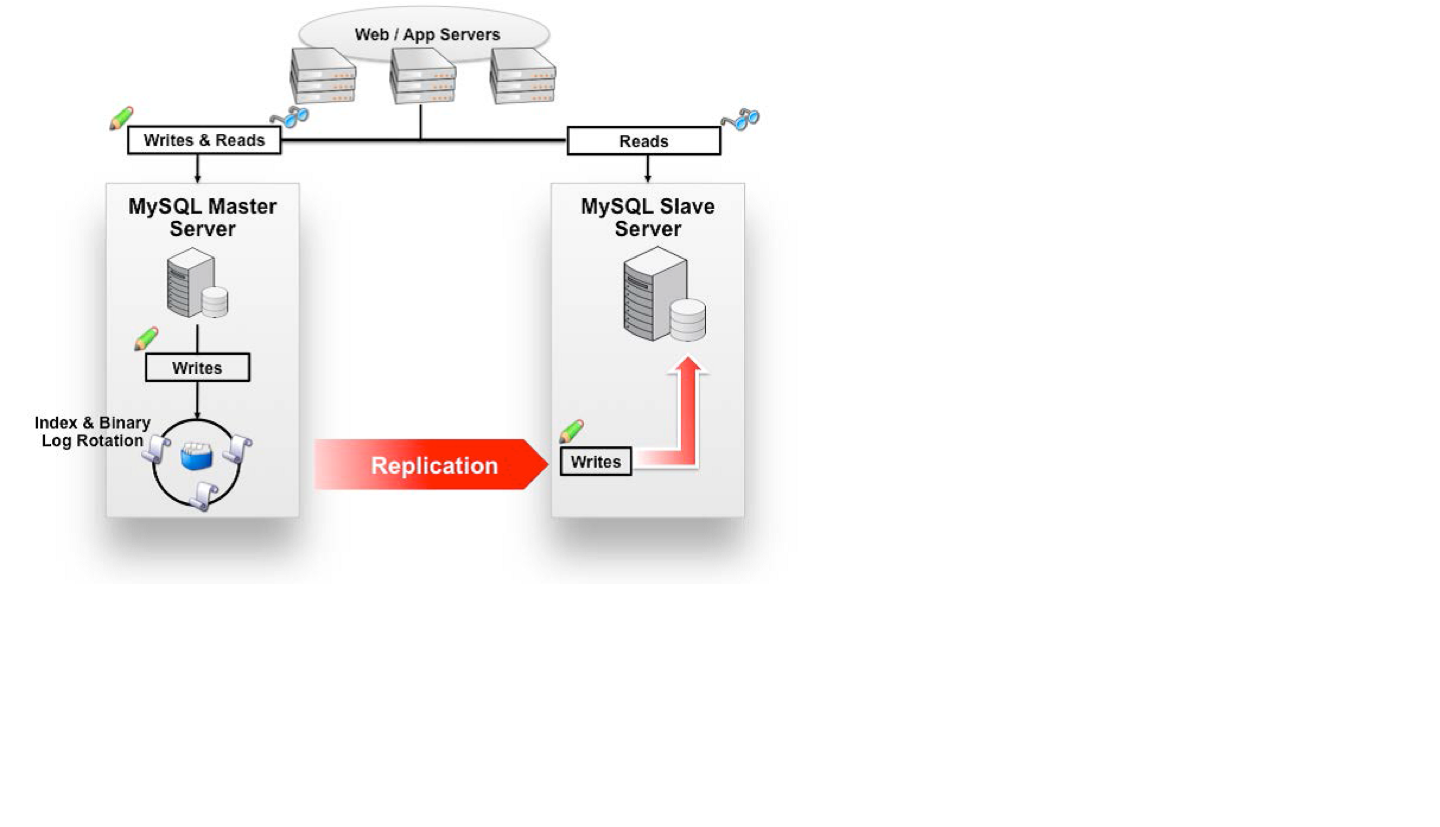 Web / App Servers
Writes & Reads
Reads
MySQL Master
Server
MySQL Slave
Server
Writes
Index & Binary
Log Rotation
Replication
Writes